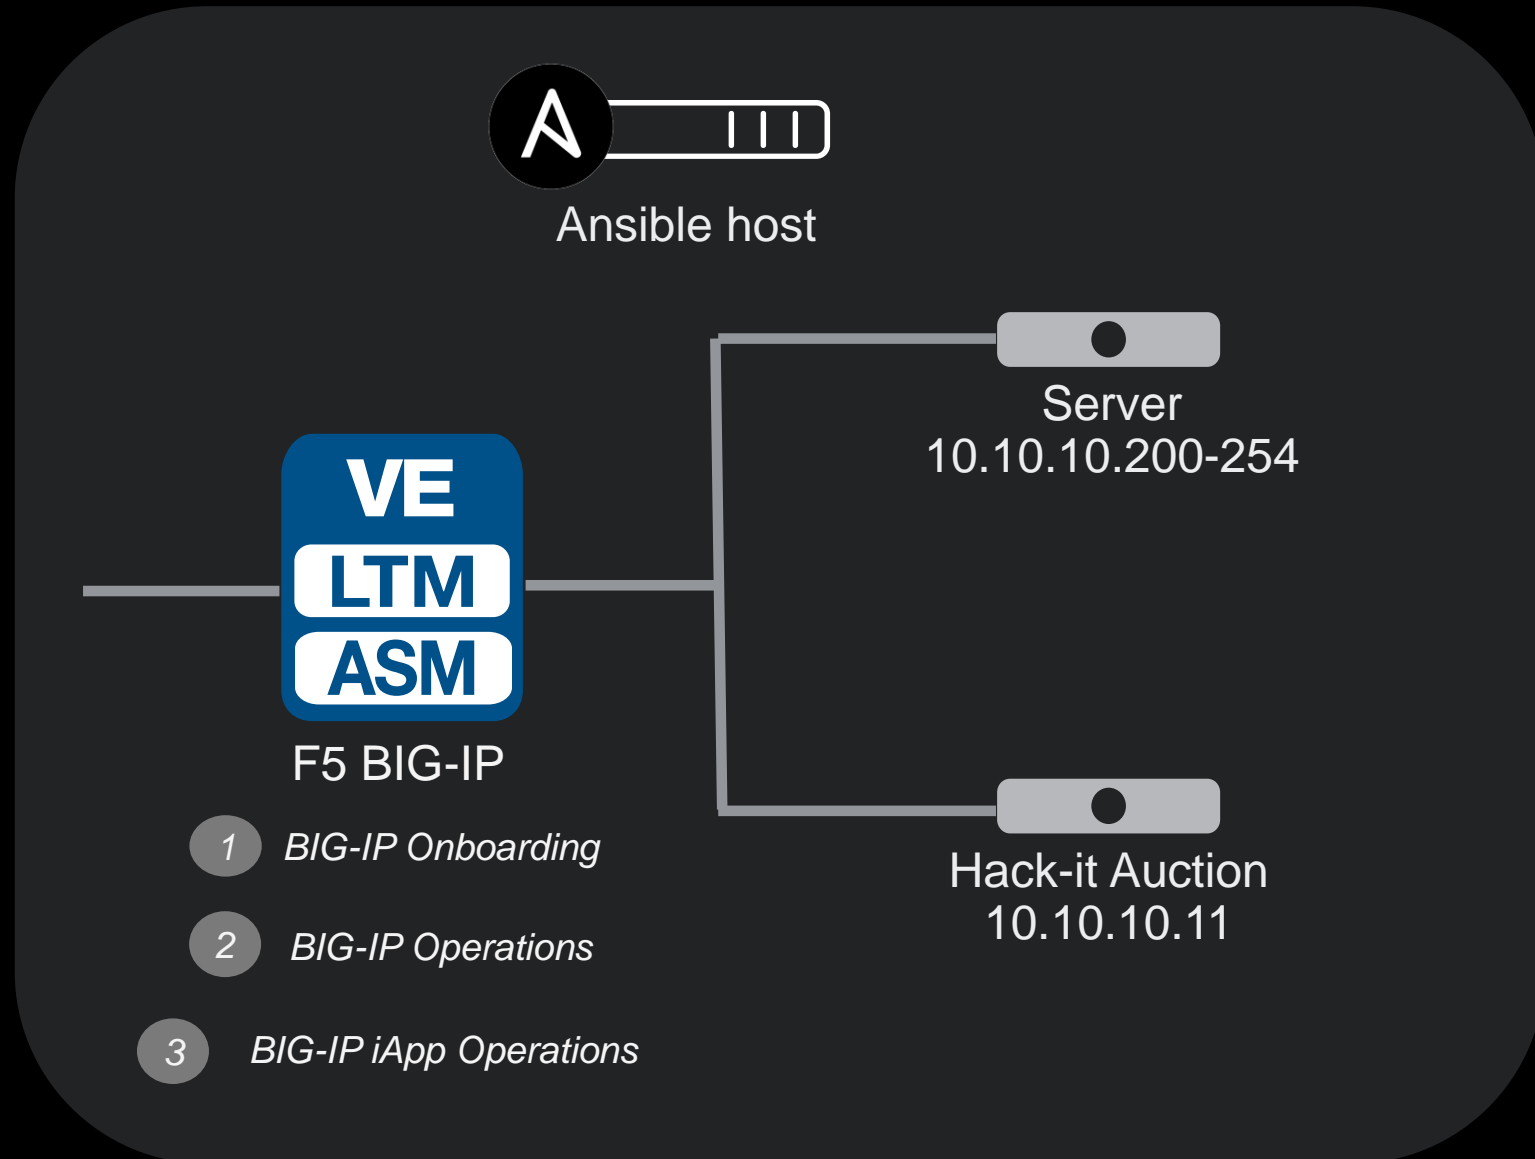 Ansible host
Server
10.10.10.200-254
VE
LTM
ASM
F5 BIG-IP
Hack-it Auction
10.10.10.11
1 BIG-IP Onboarding
2 BIG-IP Operations
3 BIG-IP iApp Operations